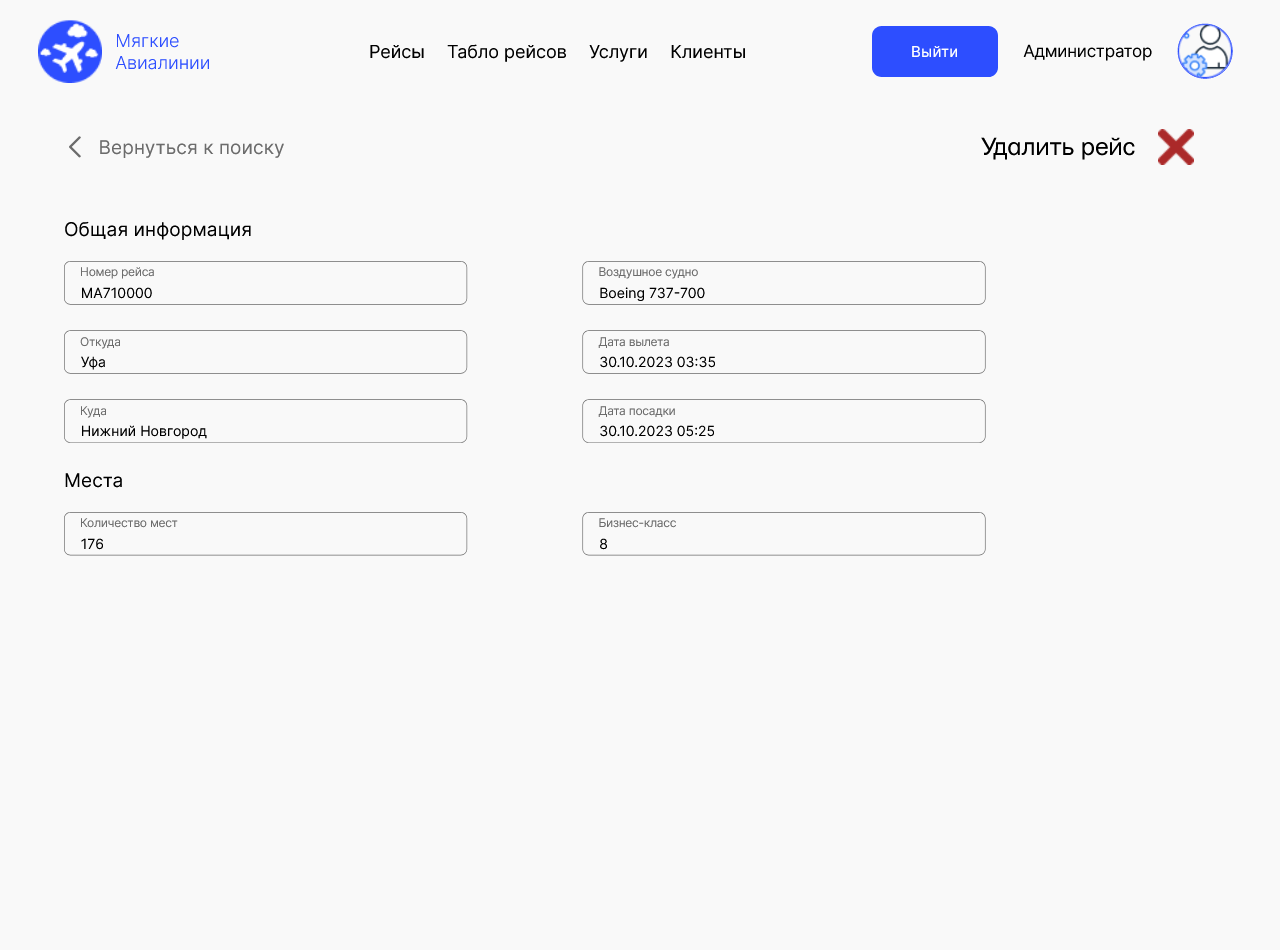 Мягкие
Авиалинии
Рейсы Табло рейсов Услуги Клиенты
Выйти
Администратор
Вернуться к поиску
Удалить рейс
Общая информация
Номер рейса
МА710000
Воздушное судно
Boeing 737-700
Откуда
Уфа
Дата вылета
30.10.2023 03:35
Куда
Нижний Новгород
Дата посадки
30.10.2023 05:25
Места
Количество мест
176
Бизнес-класс
8